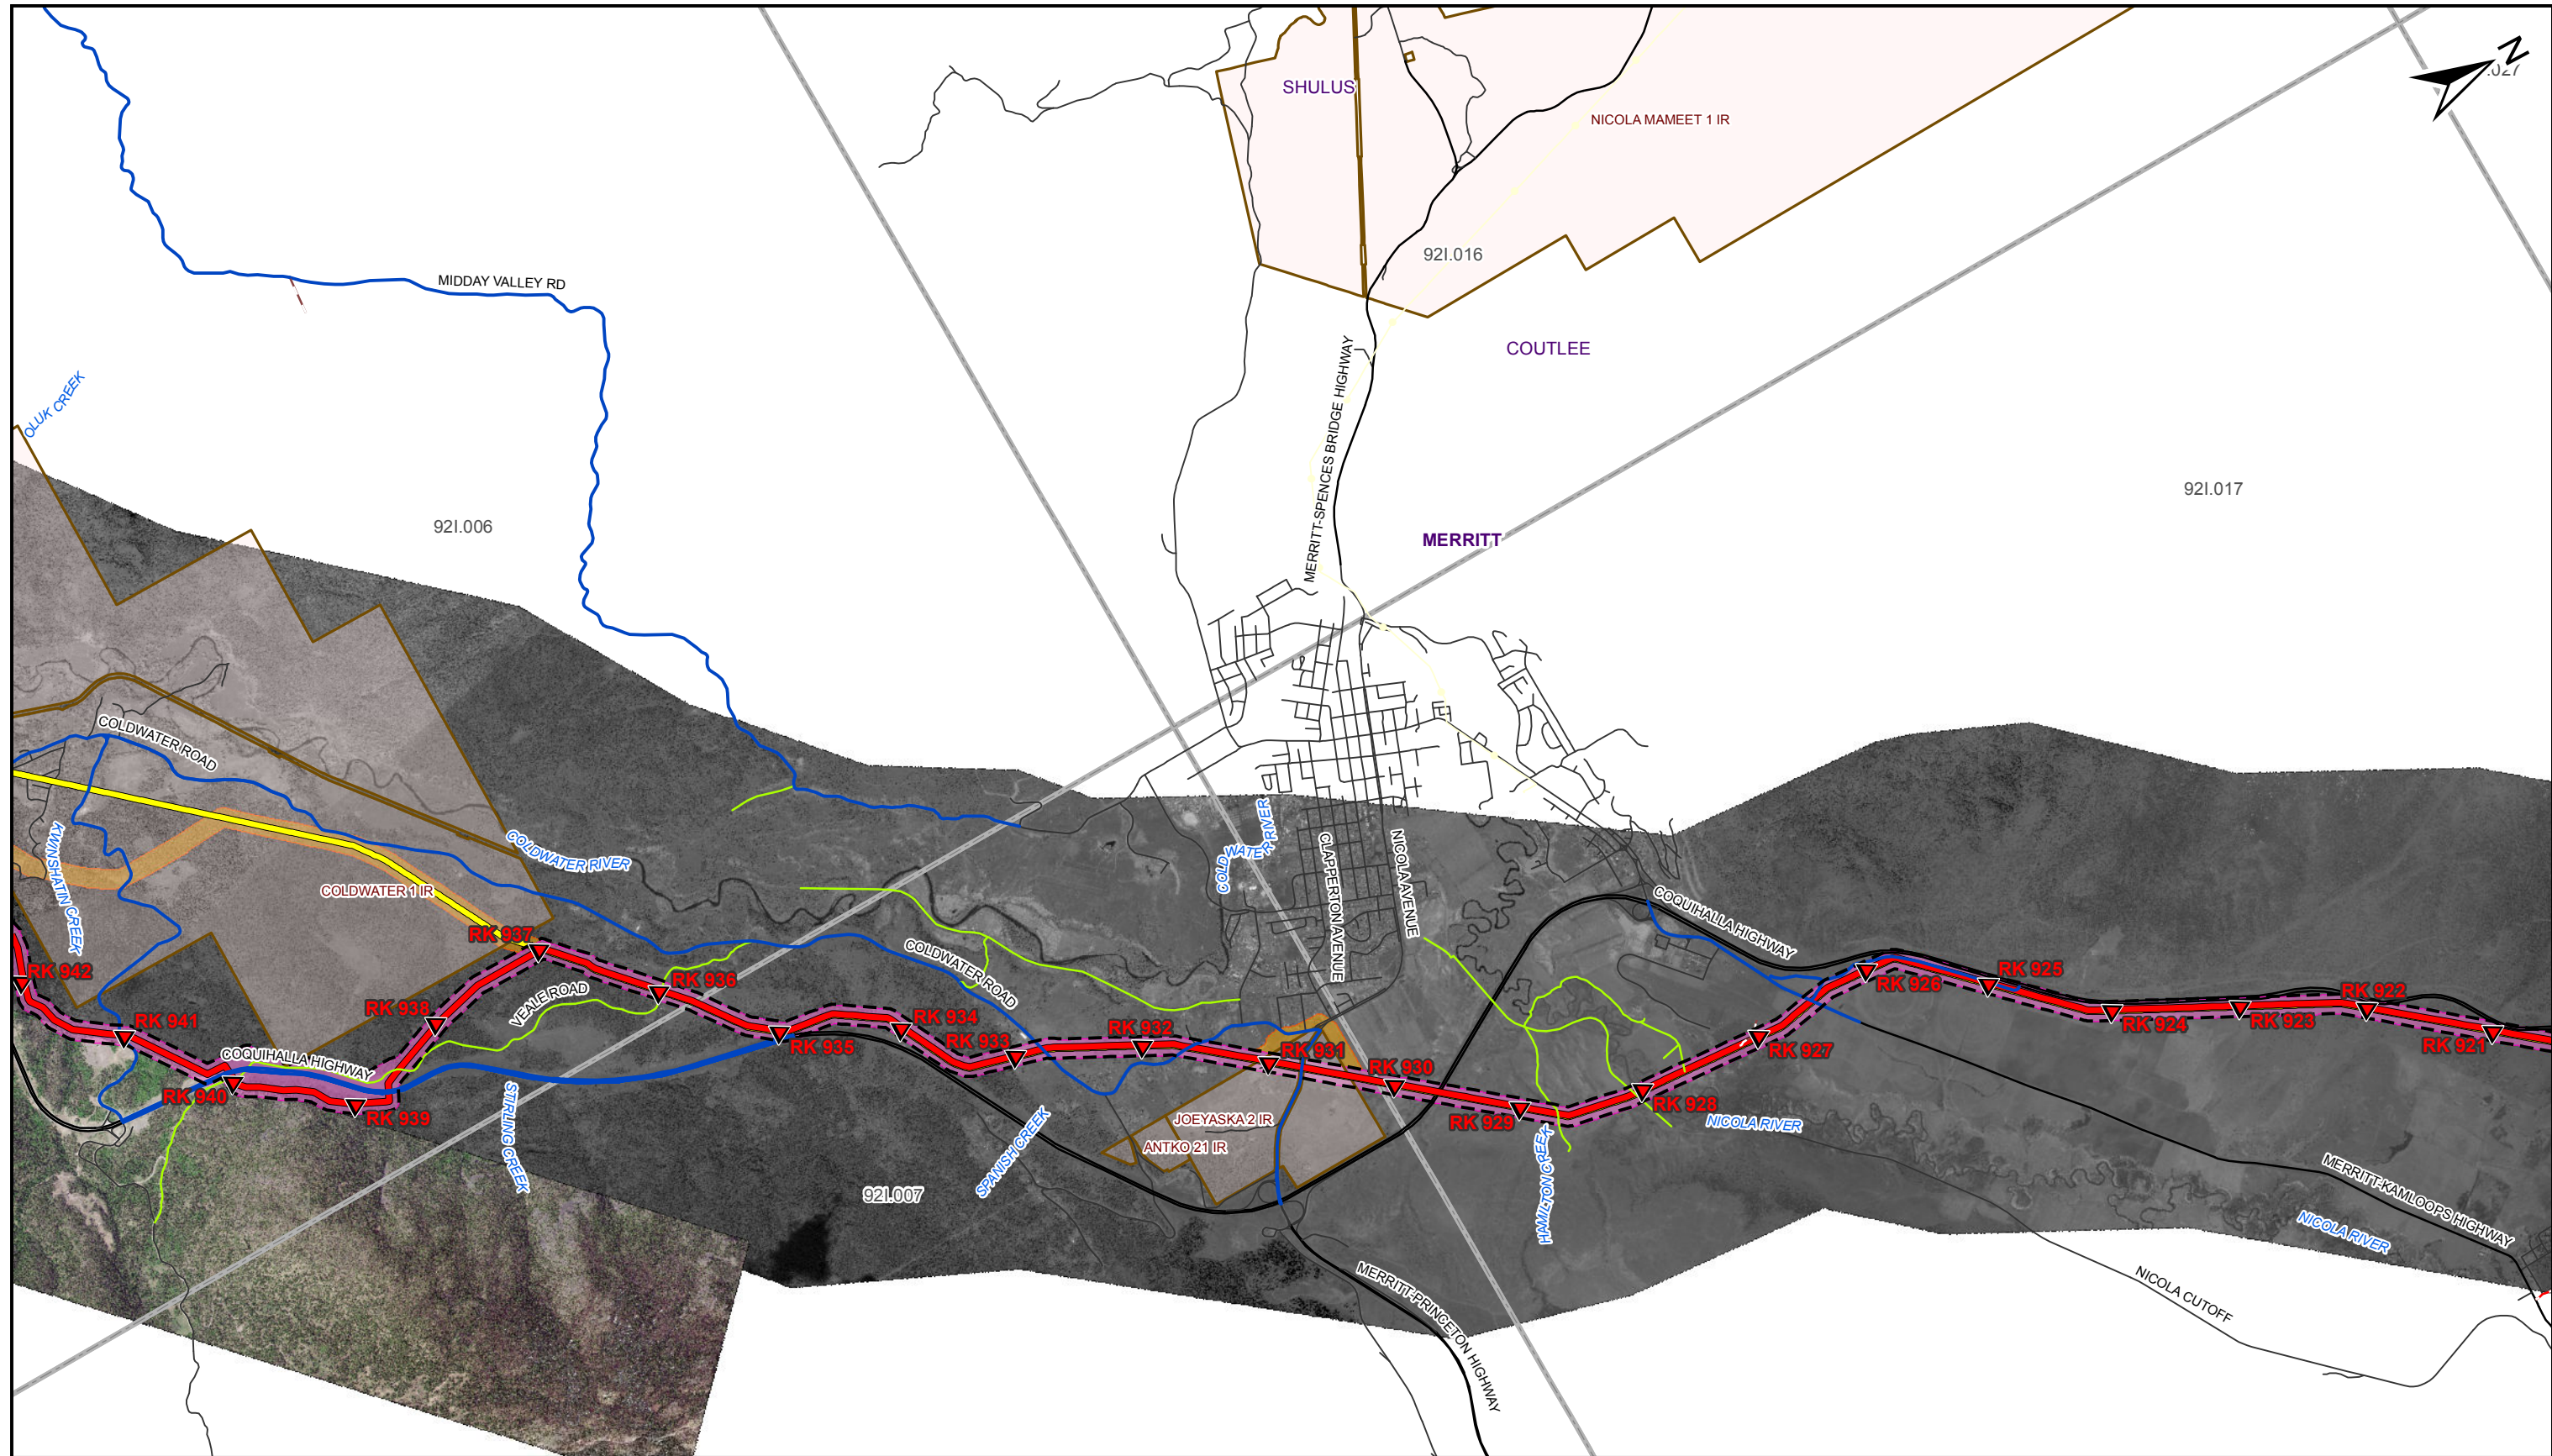 N
.027
SHULUS
NICOLA MAMEET 1 IR
92I.016
MIDDAY VALLEY RD
COUTLEE
MERRITT-SPENCES BRIDGE HIGHWAY
OLUK CREEK
92I.017
92I.006
MERRITT
COLDWATER ROAD
COLDWATER RIVER
COLDWATER RIVER
CLAPPERTON AVENUE
NICOLA AVENUE
KWINSHATIN CREEK
COLDWATER 1 IR
COQUIHALLA HIGHWAY
RK 937
COLDWATER ROAD
RK 942
RK 936
RK 926
RK 925
RK 938
VEALE ROAD
RK 941
RK 934
RK 932
RK 933
RK 935
RK 931
RK 930
RK 927
RK 924
RK 923
RK 922
RK 921
COQUIHALLA HIGHWAY
RK 940
RK 939
STIRLING CREEK
SPANISH CREEK
JOEYASKA 2 IR
ANTKO 21 IR
RK 929
RK 928
HAMILTON CREEK
NICOLA RIVER
92I.007
MERRITT-KAMLOOPS HIGHWAY
NICOLA RIVER
MERRITT-PRINCETON HIGHWAY
NICOLA CUTOFF